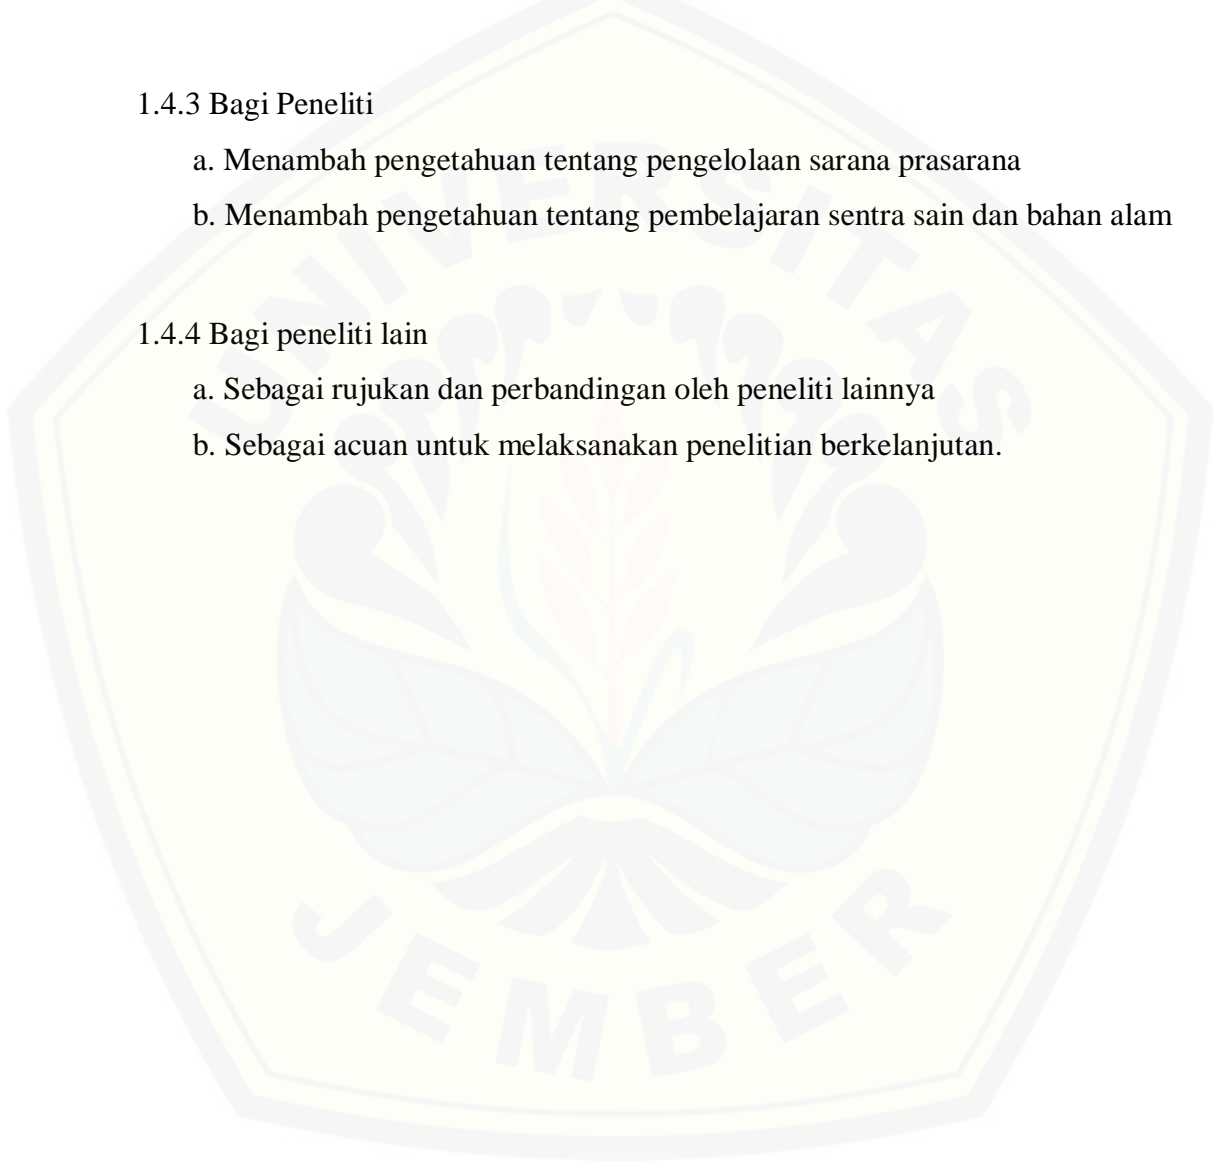 1.4.3 Bagi Peneliti
a. Menambah pengetahuan tentang pengelolaan sarana prasarana
b. Menambah pengetahuan tentang pembelajaran sentra sain dan bahan alam
1.4.4 Bagi peneliti lain
a. Sebagai rujukan dan perbandingan oleh peneliti lainnya
b. Sebagai acuan untuk melaksanakan penelitian berkelanjutan.
UNIVERSITAS
JEMBER